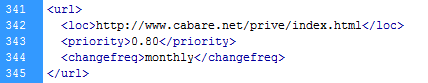 341 <url>
342 <loc>http://www.cabare.net/prive/index.html</loc>
343 <priority>0.80</priority>
344 <changefreq>monthly</changefreq>
345 </url>